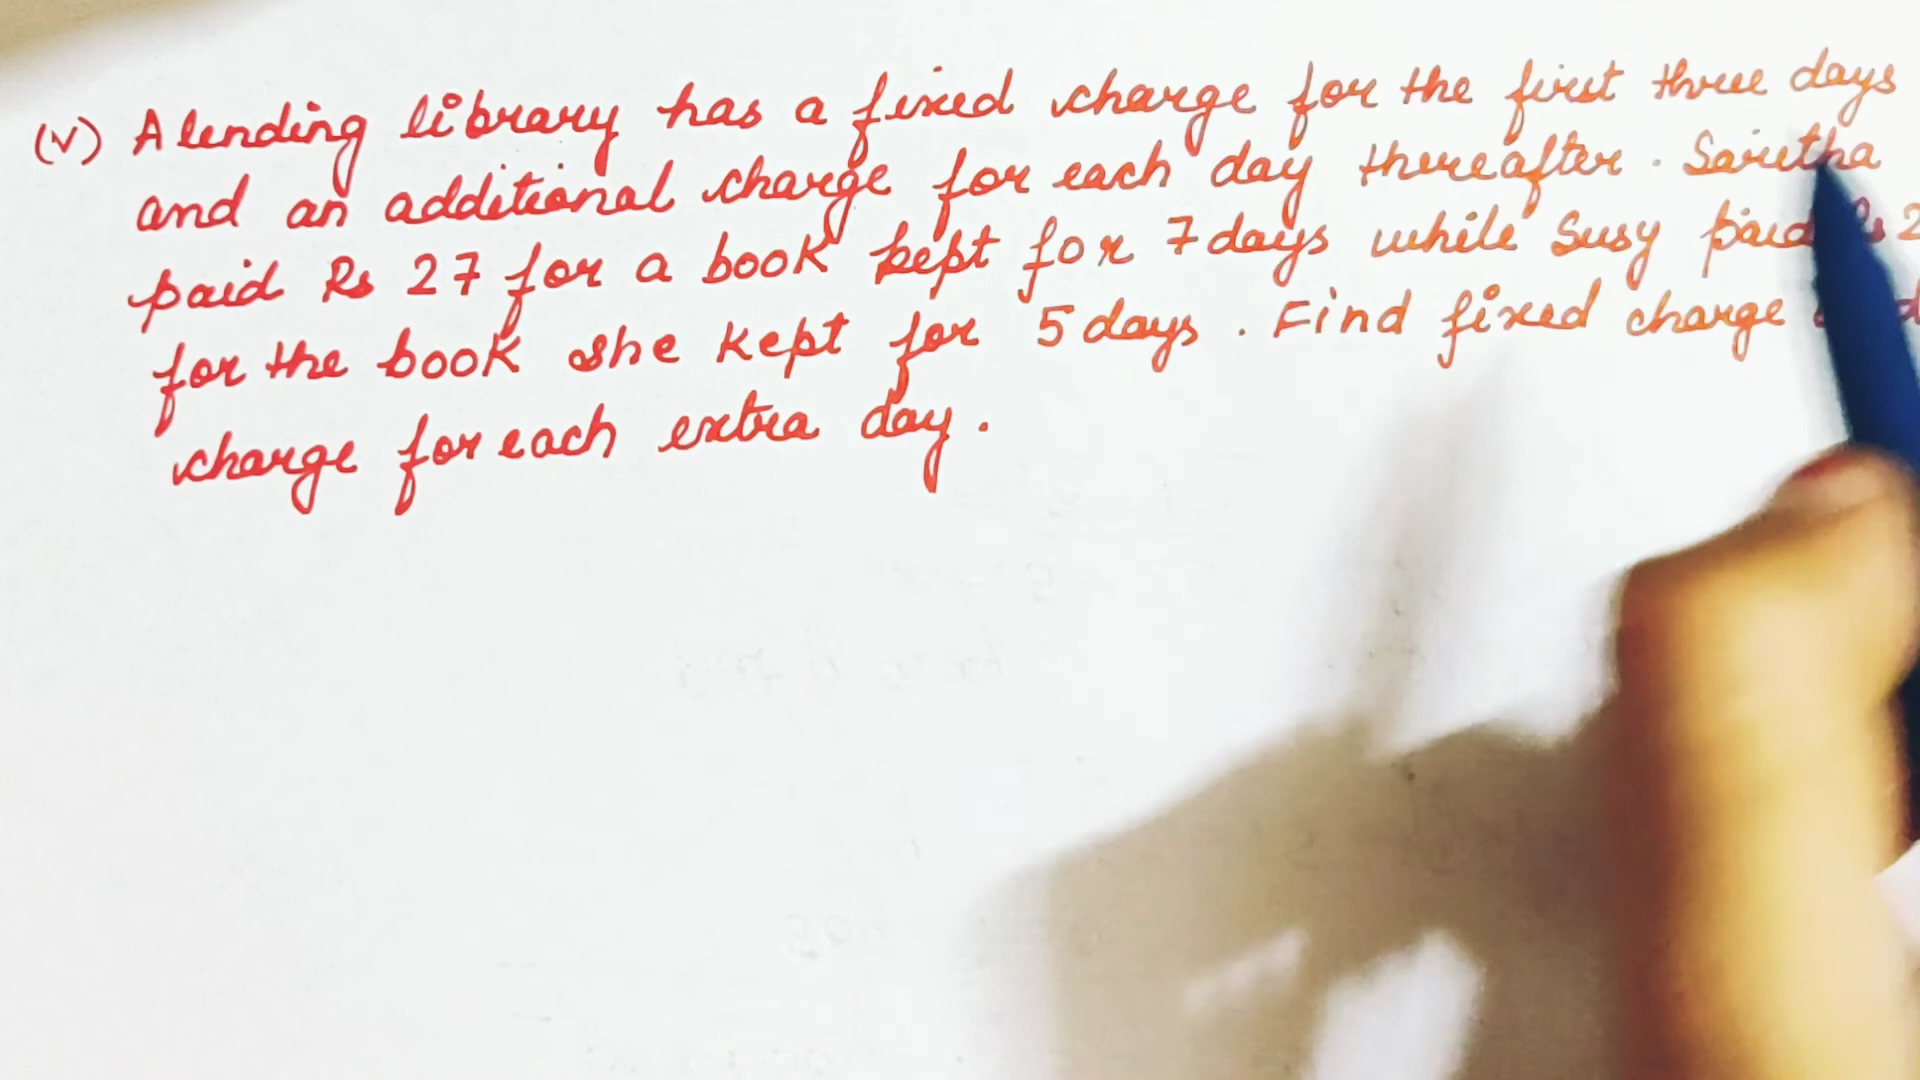 (v) A lending library has a fixed charge for the first three days
and an additional charge for each day thereafter. Saritha
paid Rs 27 for a book kept for 7 days while Susy paid Rs 2
for the book she kept for 5 days. Find fixed charge
charge for each extra day.